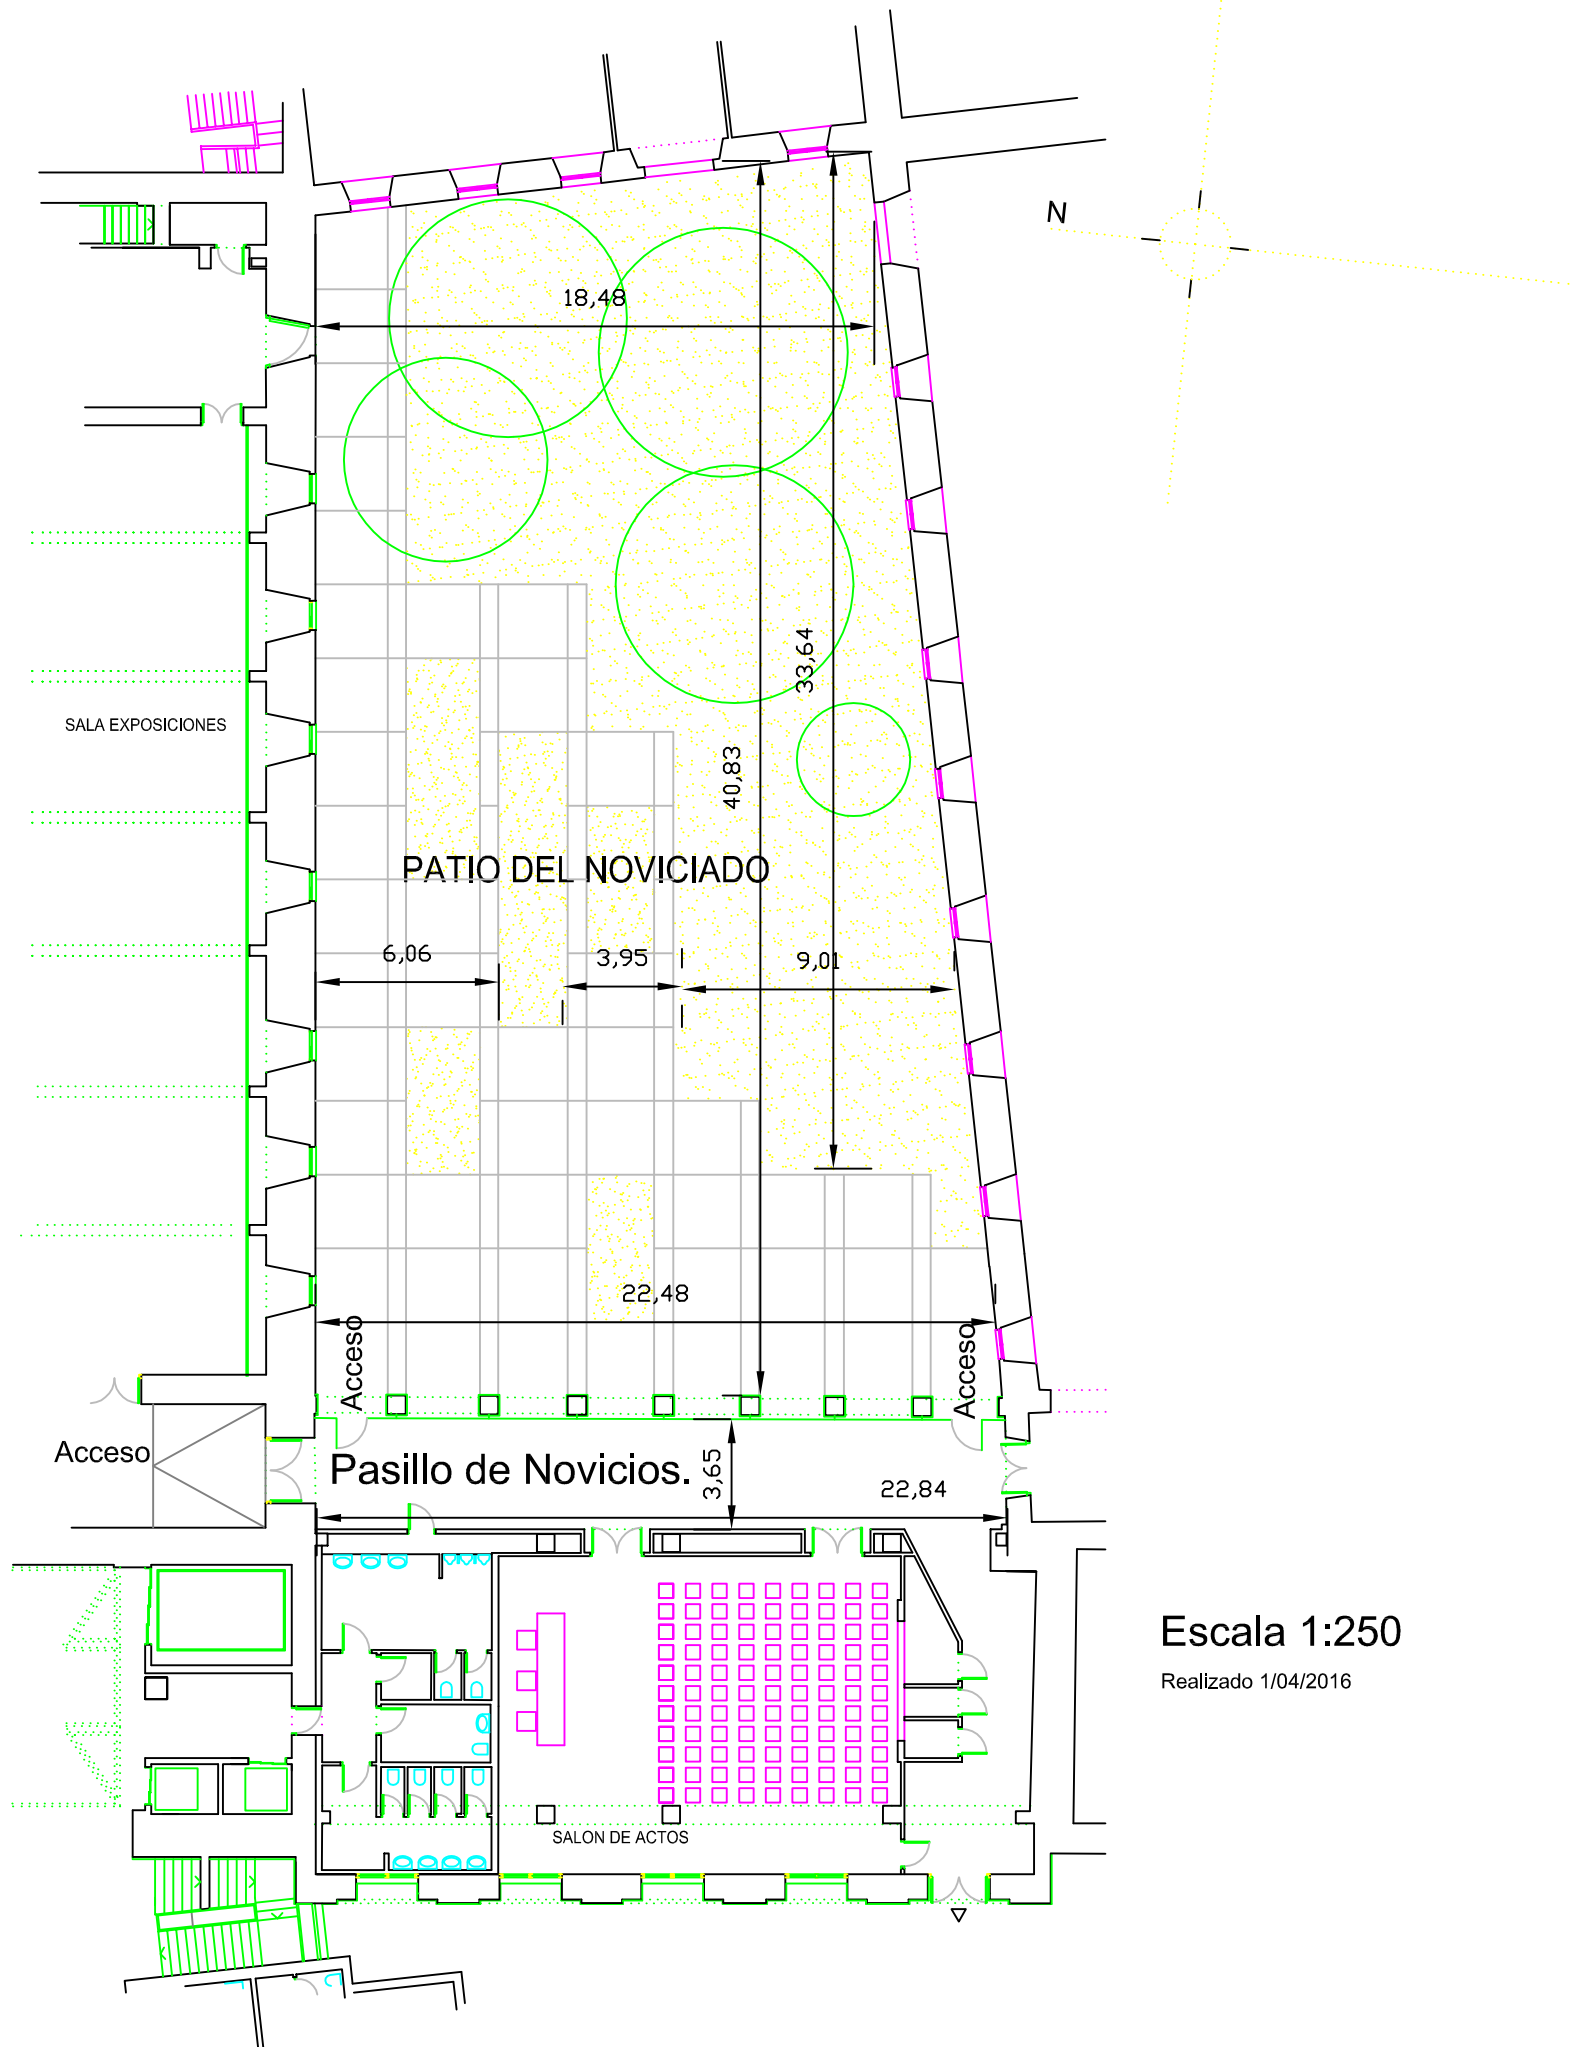 N
18,48
33,64
SALA EXPOSICIONES
40,83
PATIO DEL NOVICIADO
6,06
3,95
9,01
22,48
Acceso
Acceso
Acceso
Pasillo de Novicios.
3,65
22,84
Escala 1:250
Realizado 1/04/2016
SALON DE ACTOS